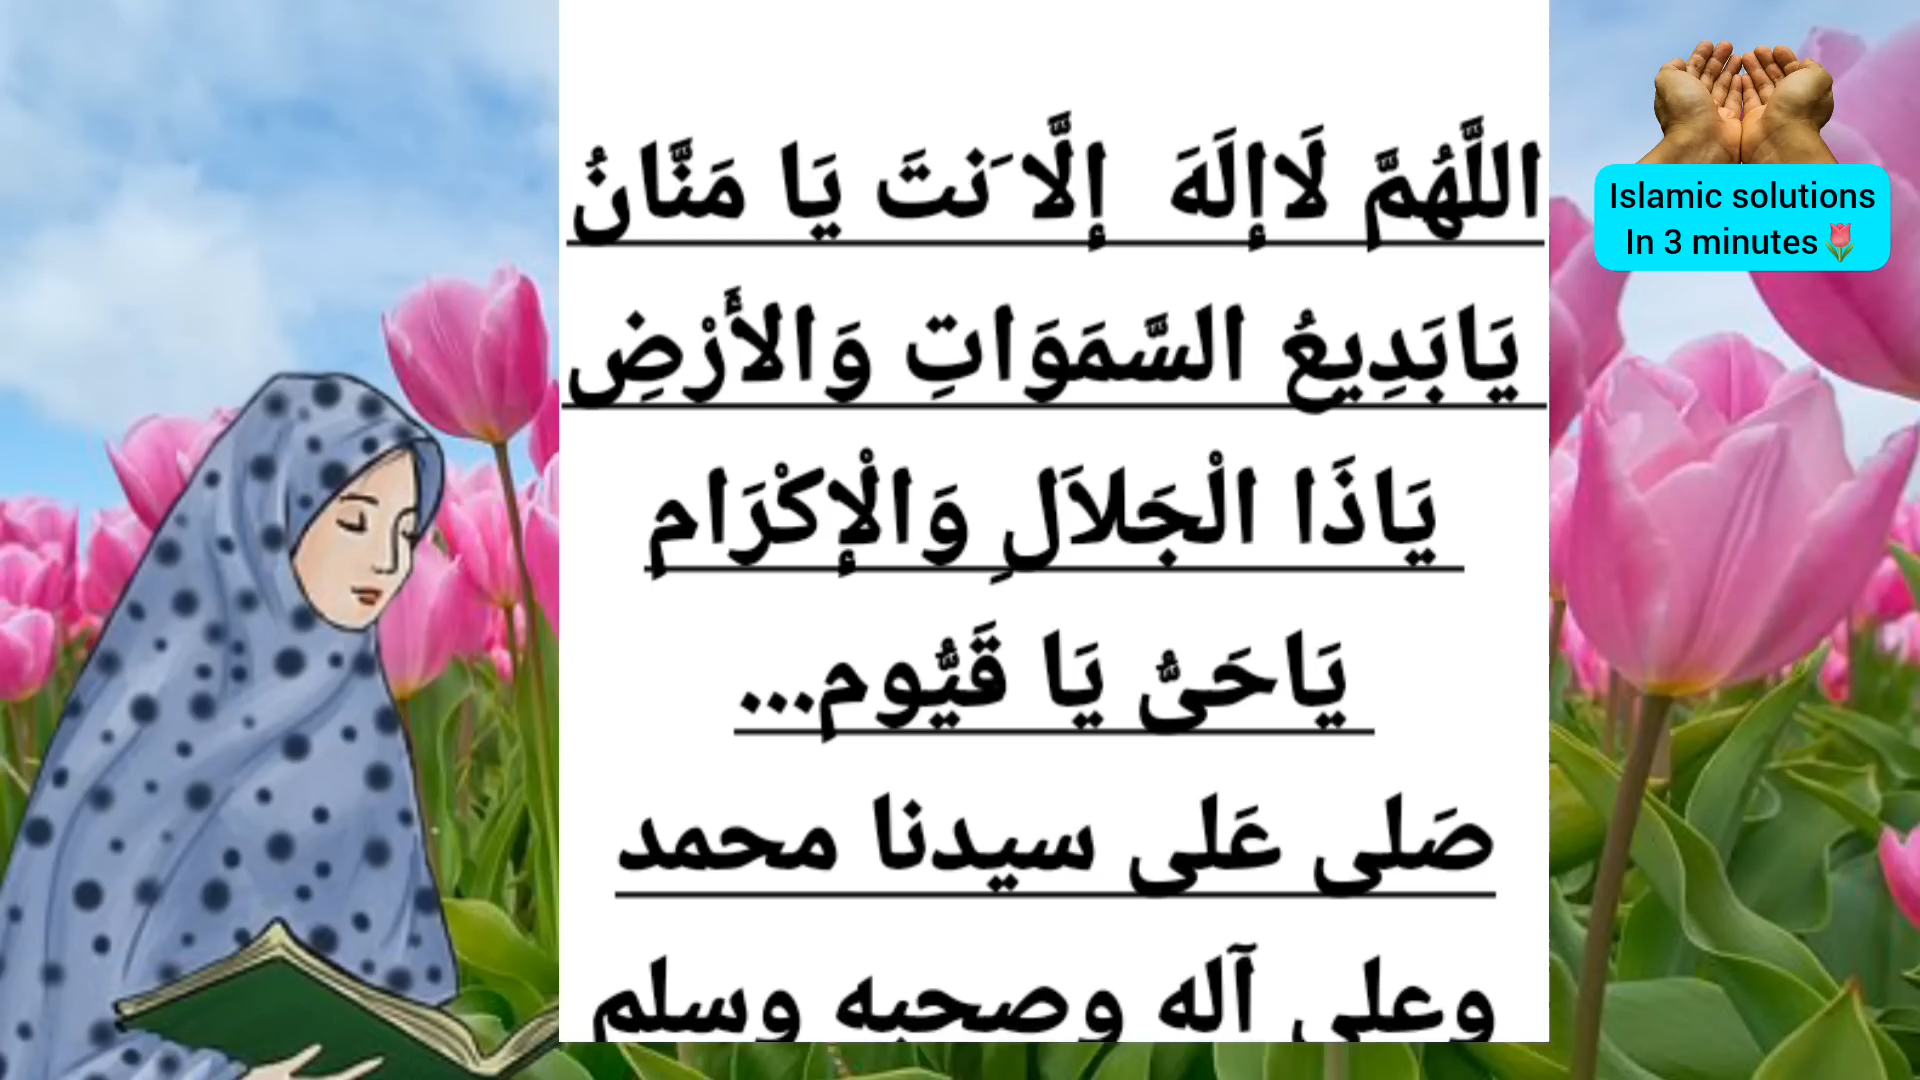 اللَّهُمَّ لَاإِلَهَ إِلَّا َنتَ يَا مَنَّانُ
يَابَدِيعُ السَّمَوَاتِ وَالأَرْضِ
يَاذَا الْجَلاَلِ وَالْإِكْرَام
يَاحَىُّ يَا قَيُّوم...
صَلى عَلى سيدنا محمد
وعلى آله وصحبه وسلم
Islamic solutions
In 3 minutes🌷